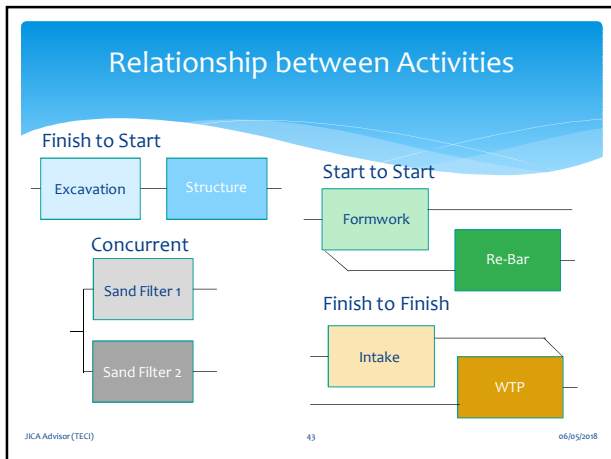 Relationship between Activities
Finish to Start
Excavation
Structure
Concurrent
Sand Filter 1
Sand Filter 2
Start to Start
Formwork
Re-Bar
Finish to Finish
Intake
WTP
JICA Advisor (TECI)
43
06/05/2018